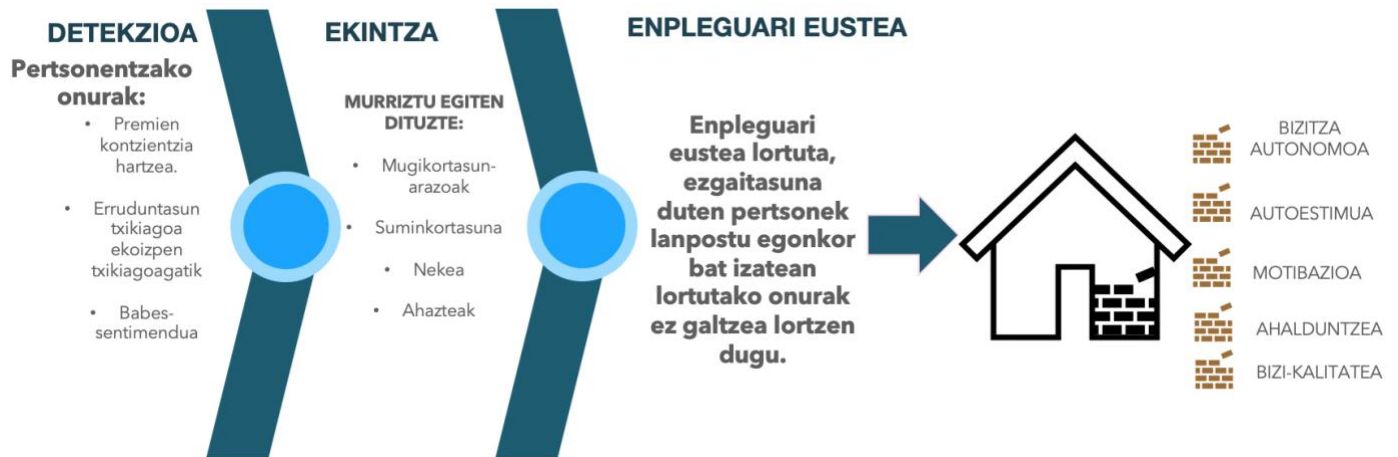 DETEKZIOA
Pertsonentzako
onurak:
• Premien
kontzientzia
hartzea.
• Erruduntasun
txikiagoa
ekoizpen
txikiagoagatik
• Babes-
sentimendua
EKINTZA
MURRIZTU EGITEN
DITUZTE:
• Mugikortasun-
arazoak
• Suminkortasuna
• Nekea
• Ahazteak
ENPLEGUARI EUSTEA
Enpleguari
eustea lortuta,
ezgaitasuna
duten pertsonek
lanpostu egonkor
bat izatean
lortutako onurak
ez galtzea lortzen
dugu.
BIZITZA
AUTONOMOA
AUTOESTIMUA
MOTIBAZIOA
AHALDUNTZEA
BIZI-KALITATEA